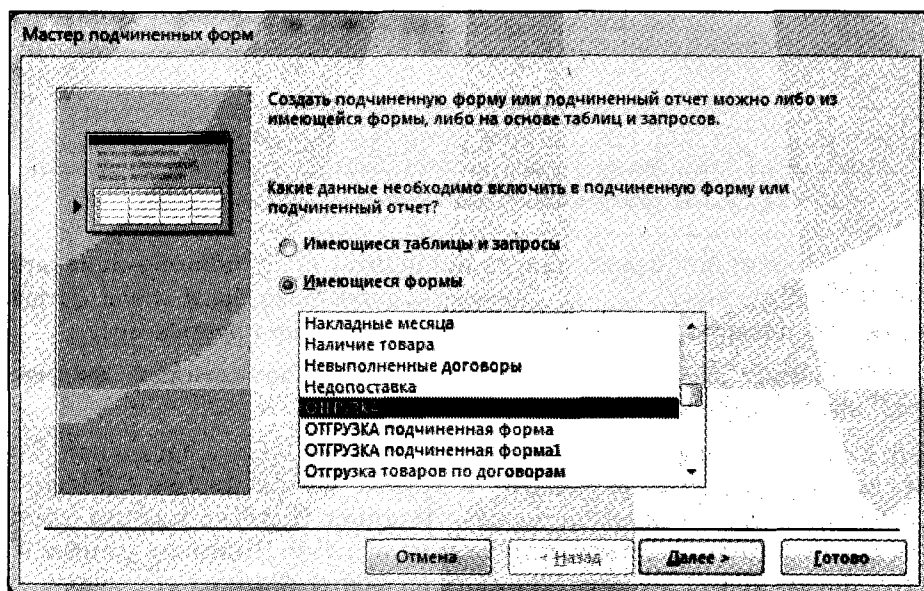 Мастер подчиненных форм
Создать подчиненную форму или подчиненный отчет можно либо из
имеющейся формы, либо на основе таблиц и запросов.
Какие данные необходимо включить в подчиненную форму или
подчиненный отчет?
Имеющиеся таблицы и запросы
Имеющиеся формы
Накладные месяца
Наличие товара
Невыполненные договоры
Недопоставка
ОТГРУЗКА
ОТГРУЗКА подчиненная форма
ОТГРУЗКА подчиненная форма1
Отгрузка товаров по договорам
Отмена < Назад Далее > Готово